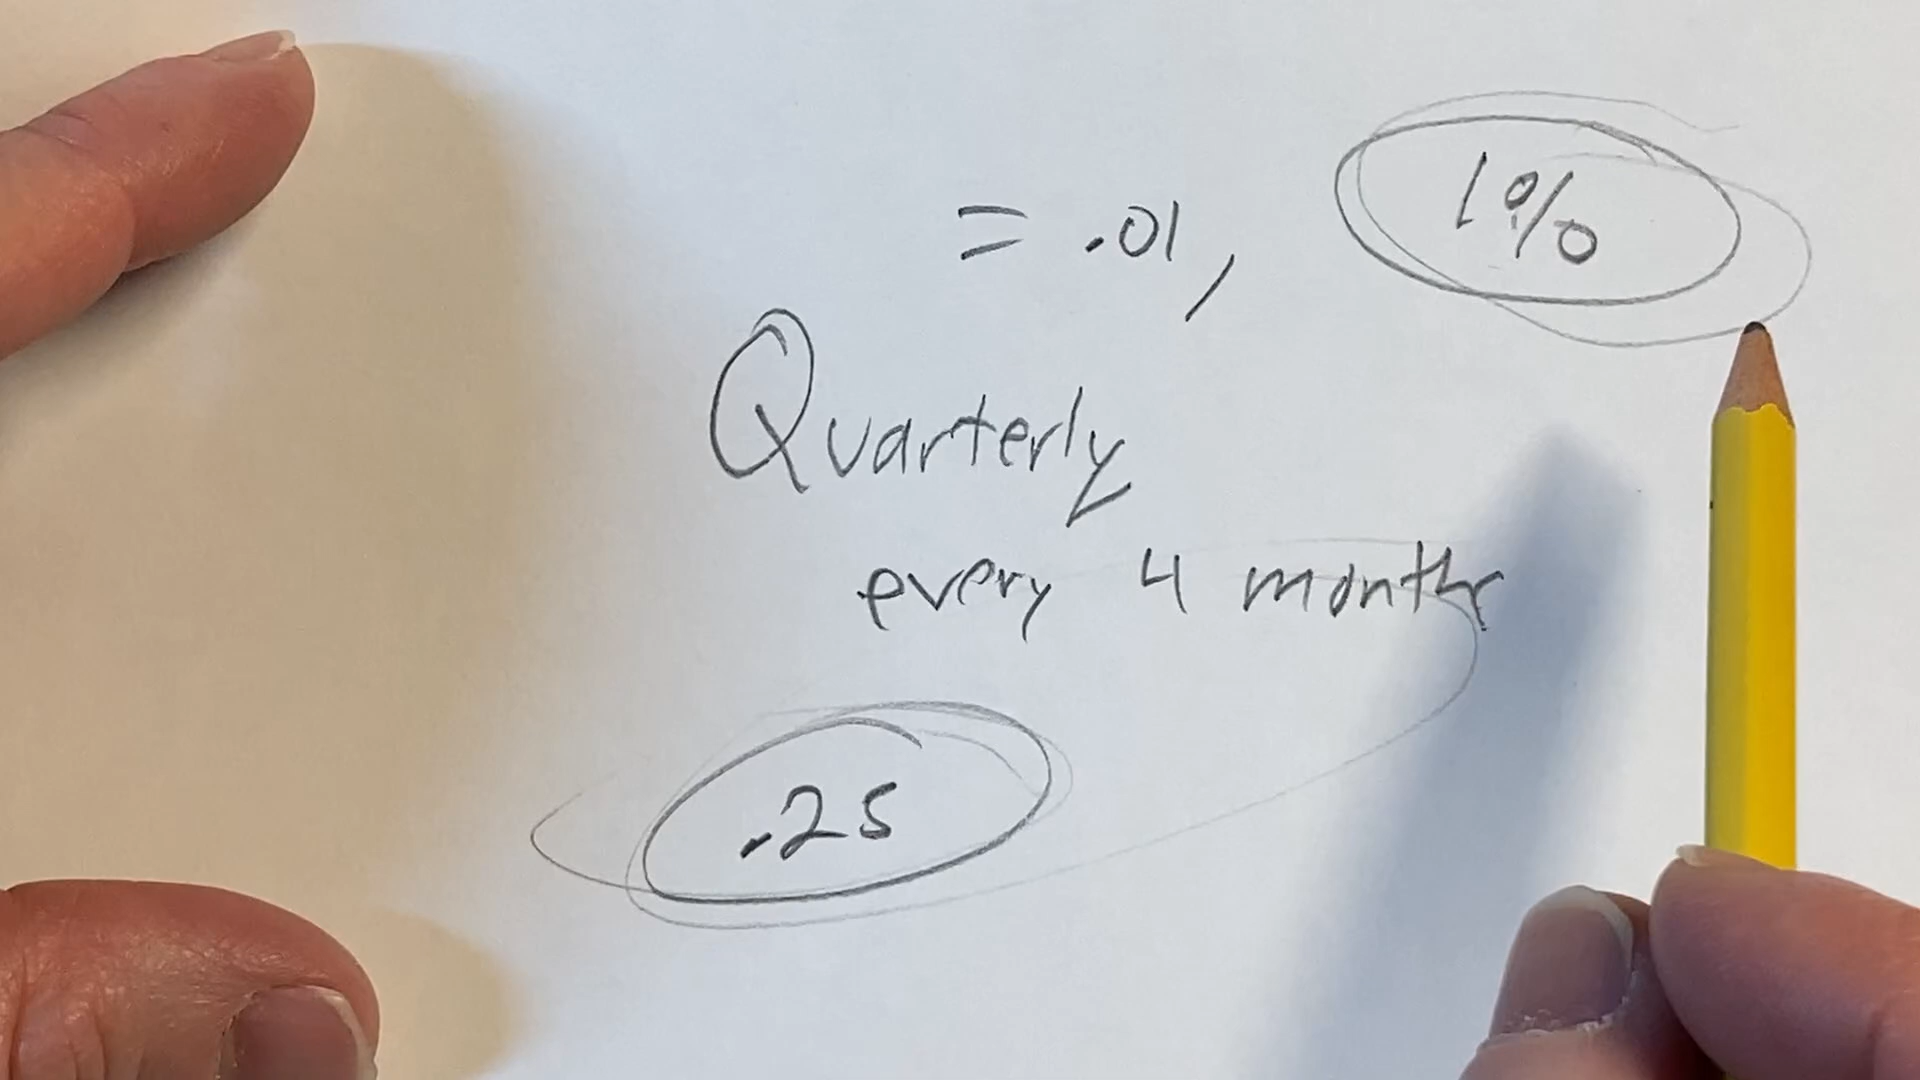 = .01, 1%
Quarterly
every 4 months
.25